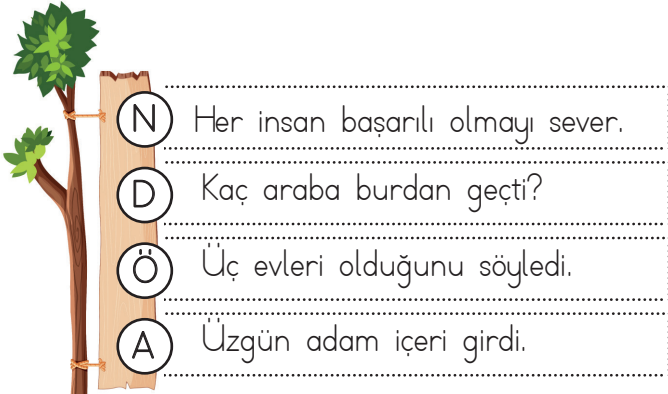 N Her insan başarılı olmayı sever.
D Kaç araba burdan geçti?
Ö Üç evleri olduğunu söyledi.
A Üzgün adam içeri girdi.